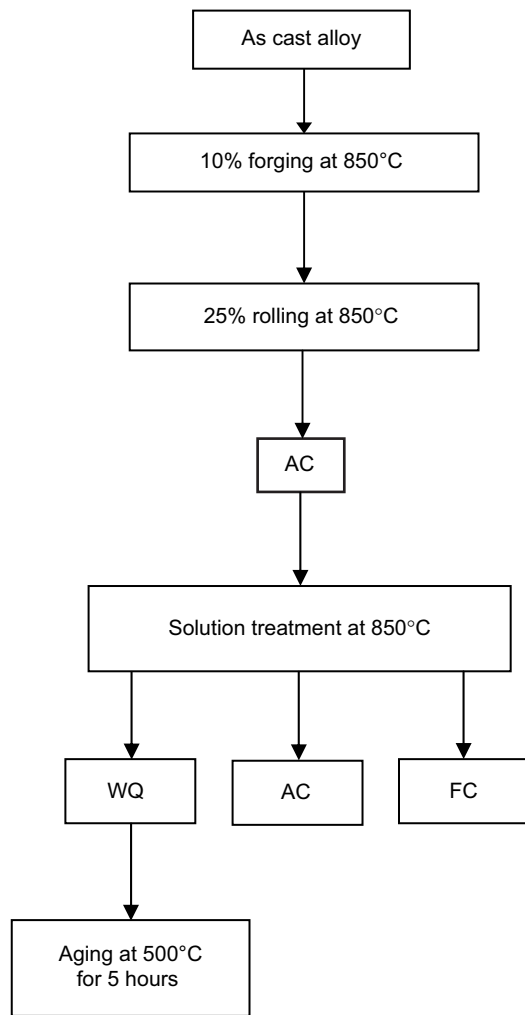 As cast alloy
10% forging at 850°C
25% rolling at 850°C
AC
Solution treatment at 850°C
WQ
AC
FC
Aging at 500°C
for 5 hours